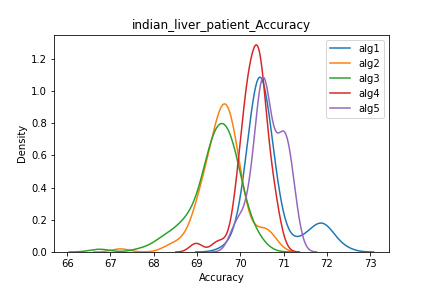 indian_liver_patient_Accuracy
alg1
alg2
alg3
alg4
alg5
Density
1.2
1.0
0.8
0.6
0.4
0.2
0.0
66 67 68 69 70 71 72 73
Accuracy